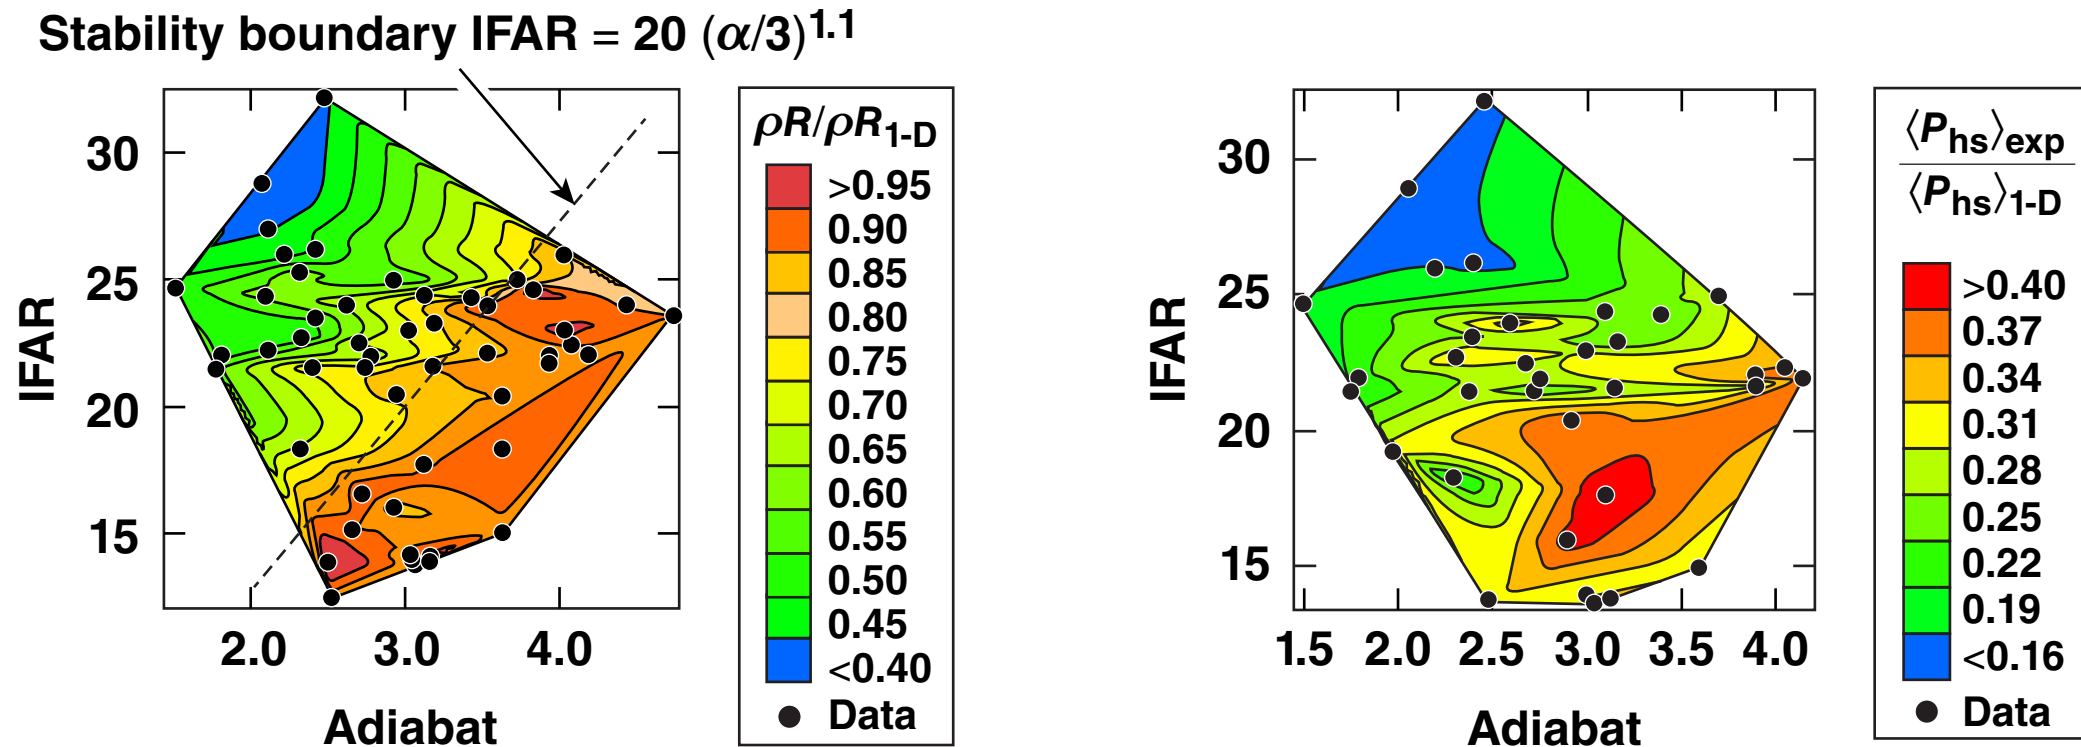 Stability boundary IFAR = 20 (α/3)1.1
IFAR
30
25
20
15
2.0 3.0 4.0
Adiabat
ρR/ρR1-D
>0.95
0.90
0.85
0.80
0.75
0.70
0.65
0.60
0.55
0.50
0.45
<0.40
Data
IFAR
30
25
20
15
1.5 2.0 2.5 3.0 3.5 4.0
Adiabat
⟨Phs⟩exp
⟨Phs⟩1-D
>0.40
0.37
0.34
0.31
0.28
0.25
0.22
0.19
<0.16
Data